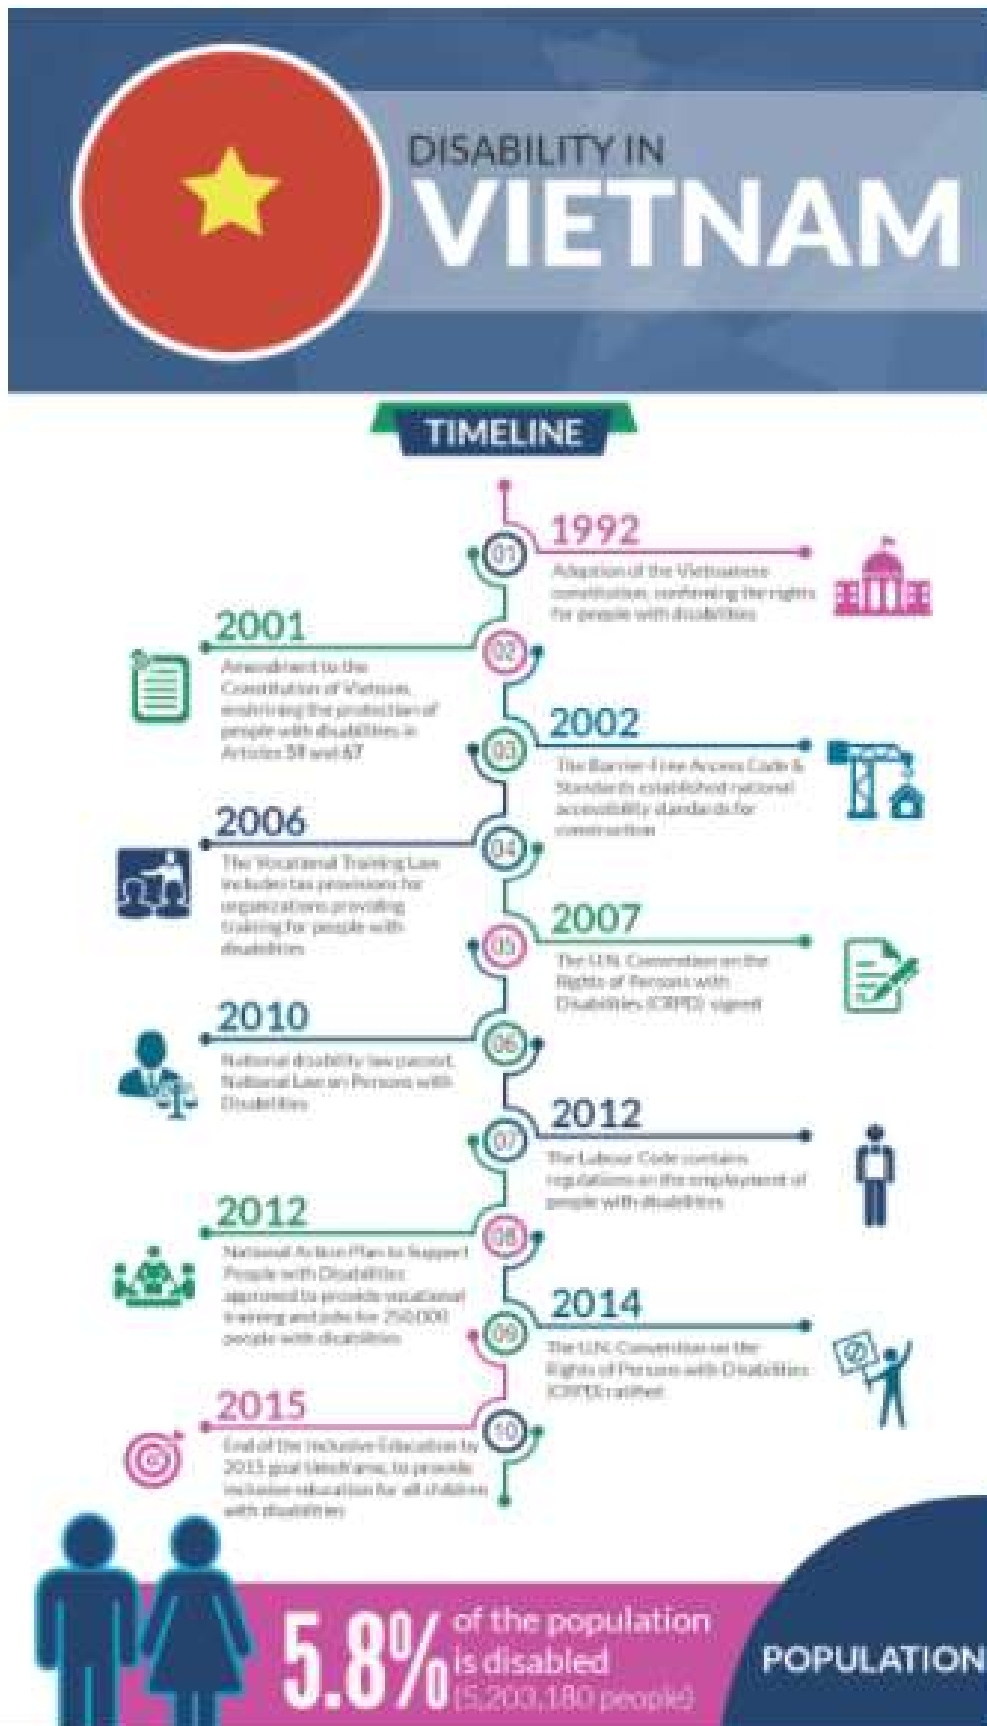 DISABILITY IN
VIETNAM
TIMELINE
01
1992
Adoption of the Vietnamese
constitution, confirming the rights
for people with disabilities
2001
02
Amendment to the
Constitution of Vietnam,
enshrining the protection of
people with disabilities in
Articles 59 and 67
2002
03
The Barrier-Free Access Code &
Standards established national
accessibility standards for
construction
2006
04
The Vocational Training Law
includes tax provisions for
organizations providing
training for people with
disabilities
2007
05
The U.N. Convention on the
Rights of Persons with
Disabilities (CRPD) signed
2010
06
National disability law passed,
National Law on Persons with
Disabilities
2012
07
The Labour Code contains
regulations on the employment of
people with disabilities
2012
08
National Action Plan to Support
People with Disabilities
approved to provide vocational
training and jobs for 250,000
people with disabilities
2014
09
The U.N. Convention on the
Rights of Persons with Disabilities
(CRPD) ratified
2015
10
End of the Inclusive Education by
2015 goal timeframe, to provide
inclusive education for all children
with disabilities
5.8%
of the population
is disabled
(5,203,180 people)
POPULATION